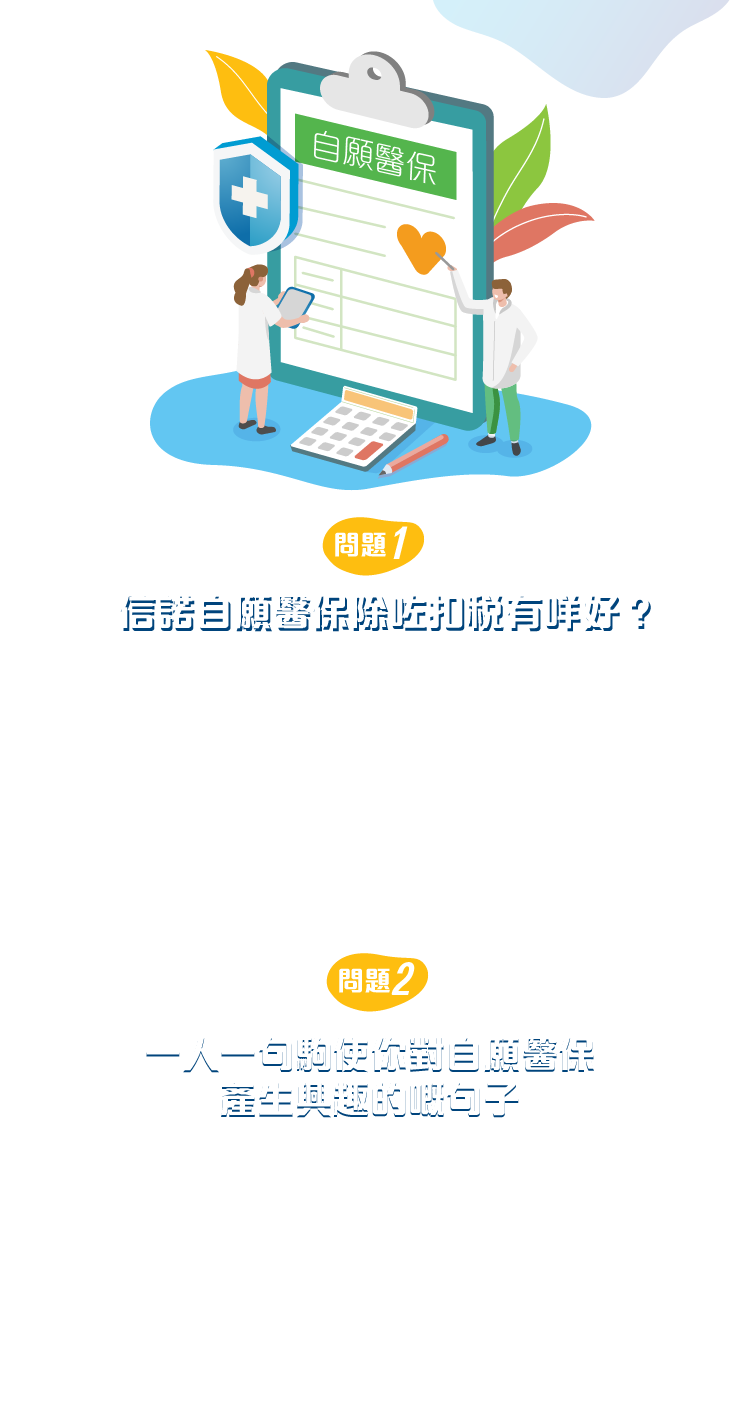 自願醫保
問題1
信諾自願醫保除咗扣稅有咩好？
問題2
一人一句駒使你對自願醫保
產生興趣的嘅句子